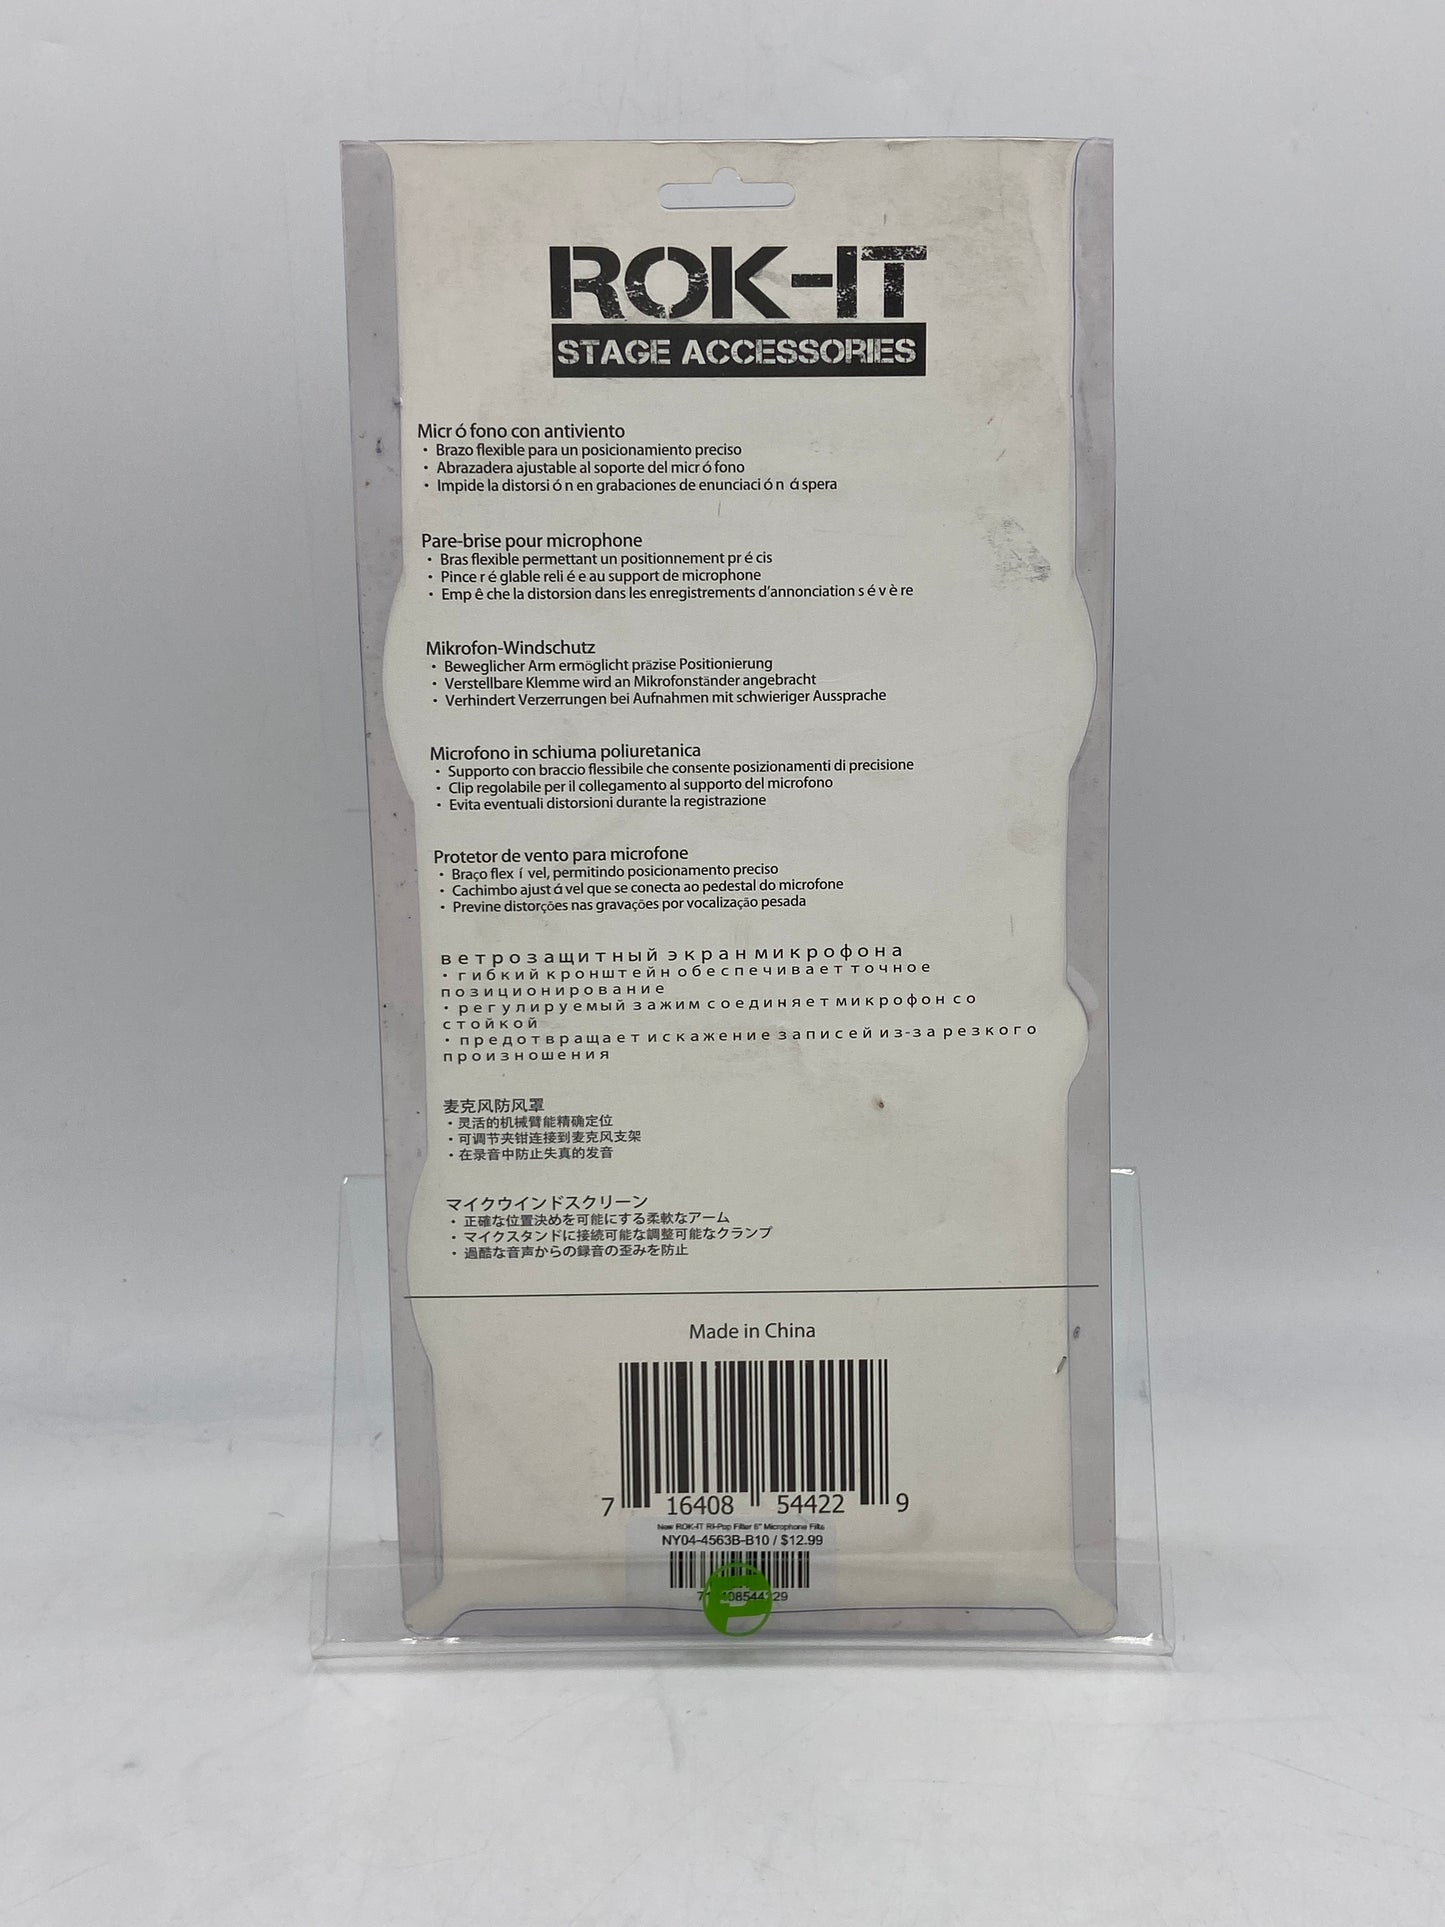 ROK-IT
STAGE ACCESSORIES
Micr ó fono con antiviento
• Brazo flexible para un posicionamiento preciso
• Abrazadera ajustable al soporte del micr ó fono
• Impide la distorsi ó n en grabaciones de enunciaci ó n á spera
Pare-brise pour microphone
• Bras flexible permettant un positionnement pr é cis
• Pince r é glable reli é e au support de microphone
• Emp ê che la distorsion dans les enregistrements d’annonciation s é v è re
Mikrofon-Windschutz
• Beweglicher Arm ermöglicht präzise Positionierung
• Verstellbare Klemme wird an Mikrofonständer angebracht
• Verhindert Verzerrungen bei Aufnahmen mit schwieriger Aussprache
Microfono in schiuma poliuretanica
• Supporto con braccio flessibile che consente posizionamenti di precisione
• Clip regolabile per il collegamento al supporto del microfono
• Evita eventuali distorsioni durante la registrazione
Protetor de vento para microfone
• Braço flex í vel, permitindo posicionamento preciso
• Cachimbo ajust á vel que se conecta ao pedestal do microfone
• Previne distorções nas gravações por vocalização pesada
ветрозащитный экран микрофона
• гибкий кронштейн обеспечивает точное
позиционирование
• регулируемый зажим соединяет микрофон со
стойкой
• предотвращает искажение записей из-за резкого
произношения
麦克风防风罩
• 灵活的机械臂能精确定位
• 可调节夹钳连接到麦克风支架
• 在录音中防止失真的发音
マイクウインドスクリーン
• 正確な位置決めを可能にする柔軟なアーム
• マイクスタンドに接続可能な調整可能なクランプ
• 過酷な音声からの録音の歪みを防止
Made in China
7 16408 54422 9
New ROK-IT RI-Pop Filter 6" Microphone Filte
NY04-4563B-B10 / $12.99